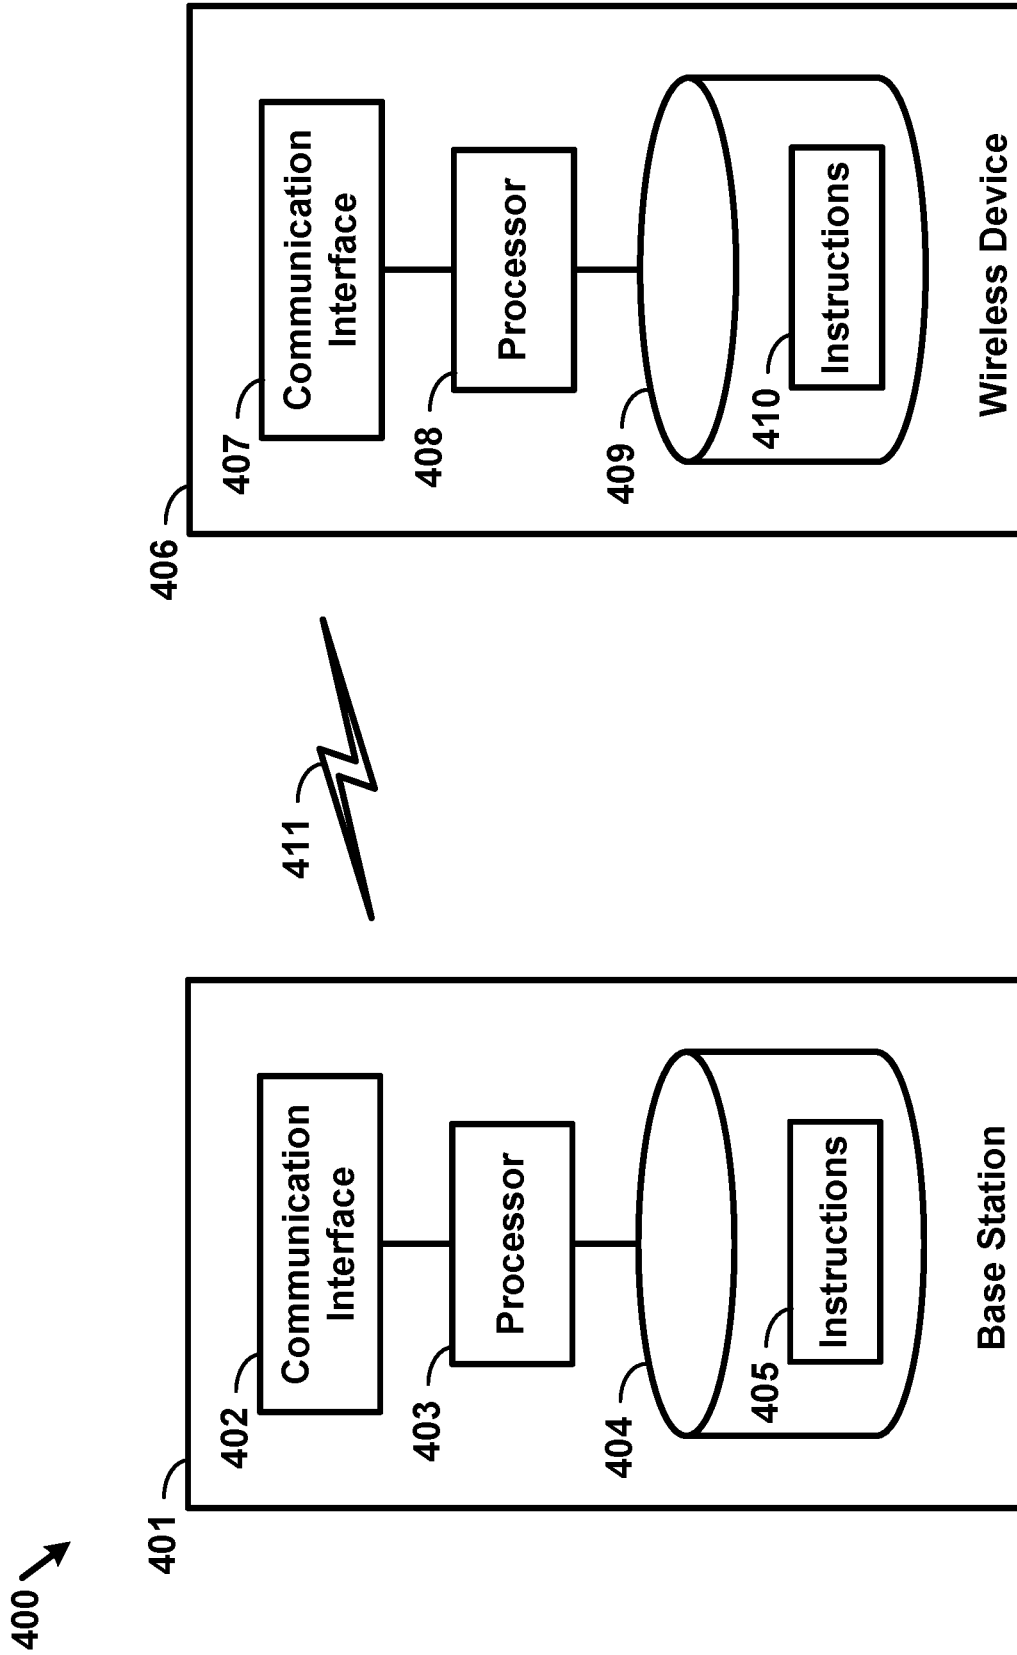 400
401
402
Communication
Interface
403
Processor
404
405
Instructions
Base Station
411
406
407
Communication
Interface
408
Processor
409
410
Instructions
Wireless Device